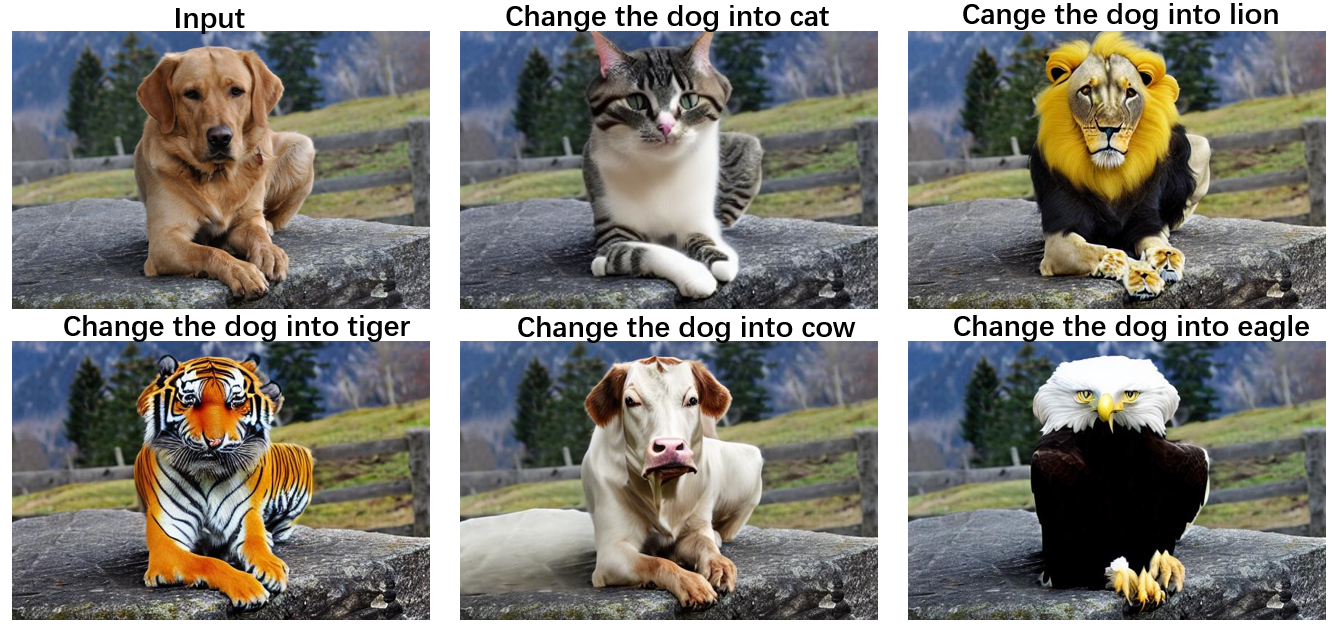 Input
Change the dog into cat
Cange the dog into lion
Change the dog into tiger
Change the dog into cow
Change the dog into eagle